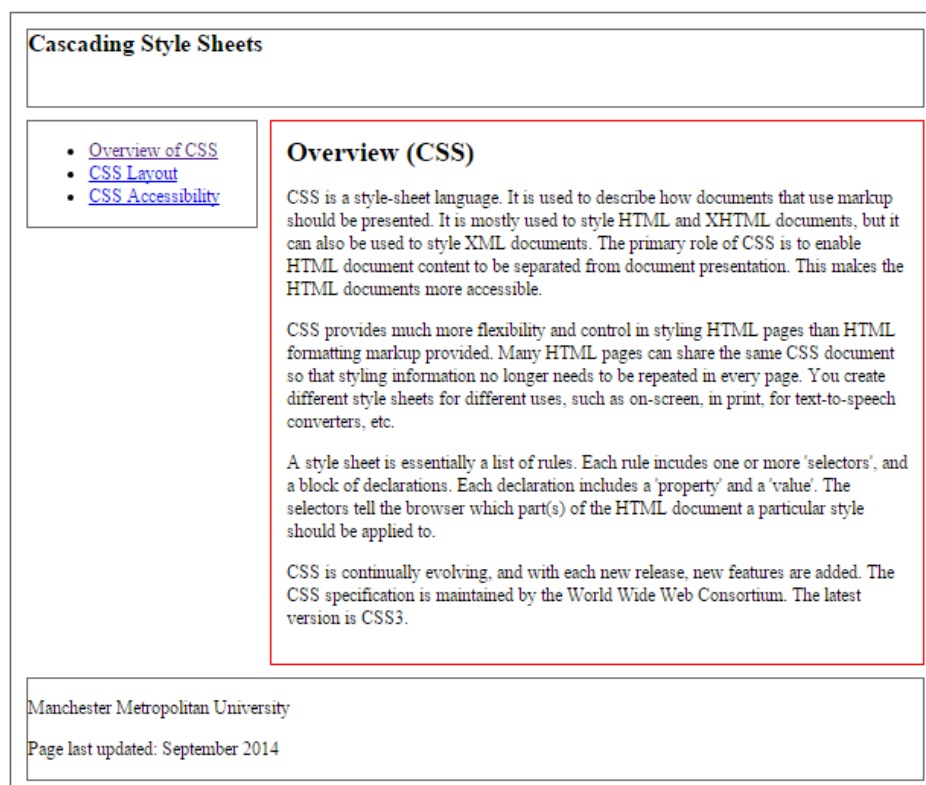 Cascading Style Sheets
Overview of CSS
CSS Layout
CSS Accessibility
Overview (CSS)
CSS is a style-sheet language. It is used to describe how documents that use markup
should be presented. It is mostly used to style HTML and XHTML documents, but it
can also be used to style XML documents. The primary role of CSS is to enable
HTML document content to be separated from document presentation. This makes the
HTML documents more accessible.
CSS provides much more flexibility and control in styling HTML pages than HTML
formatting markup provided. Many HTML pages can share the same CSS document
so that styling information no longer needs to be repeated in every page. You create
different style sheets for different uses, such as on-screen, in print, for text-to-speech
converters, etc.
A style sheet is essentially a list of rules. Each rule incudes one or more 'selectors', and
a block of declarations. Each declaration includes a 'property' and a 'value'. The
selectors tell the browser which part(s) of the HTML document a particular style
should be applied to.
CSS is continually evolving, and with each new release, new features are added. The
CSS specification is maintained by the World Wide Web Consortium. The latest
version is CSS3.
Manchester Metropolitan University
Page last updated: September 2014